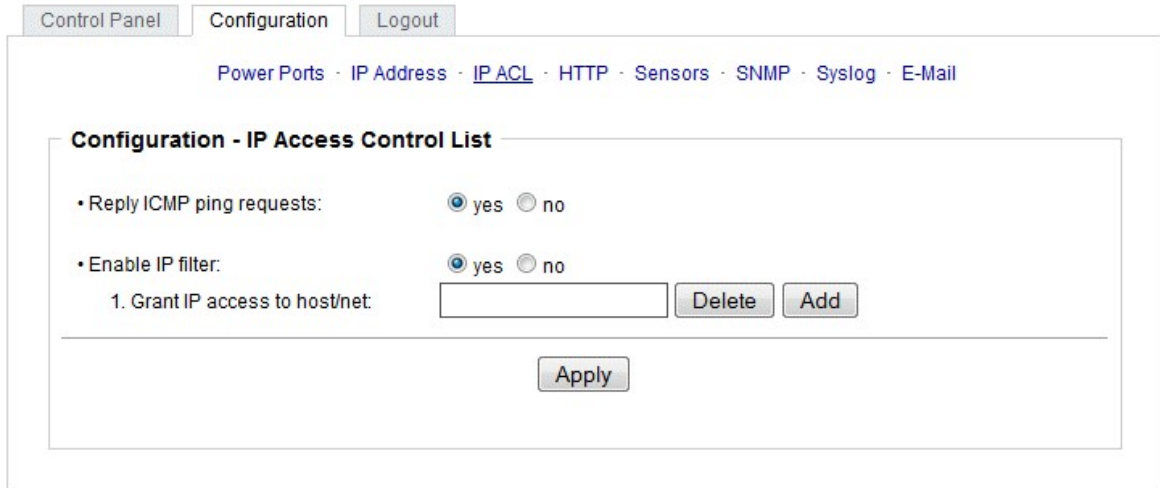 Control Panel Configuration Logout
Power Ports · IP Address · IP ACL · HTTP · Sensors · SNMP · Syslog · E-Mail
Configuration - IP Access Control List
• Reply ICMP ping requests: yes no
• Enable IP filter: yes no
1. Grant IP access to host/net: Delete Add
Apply